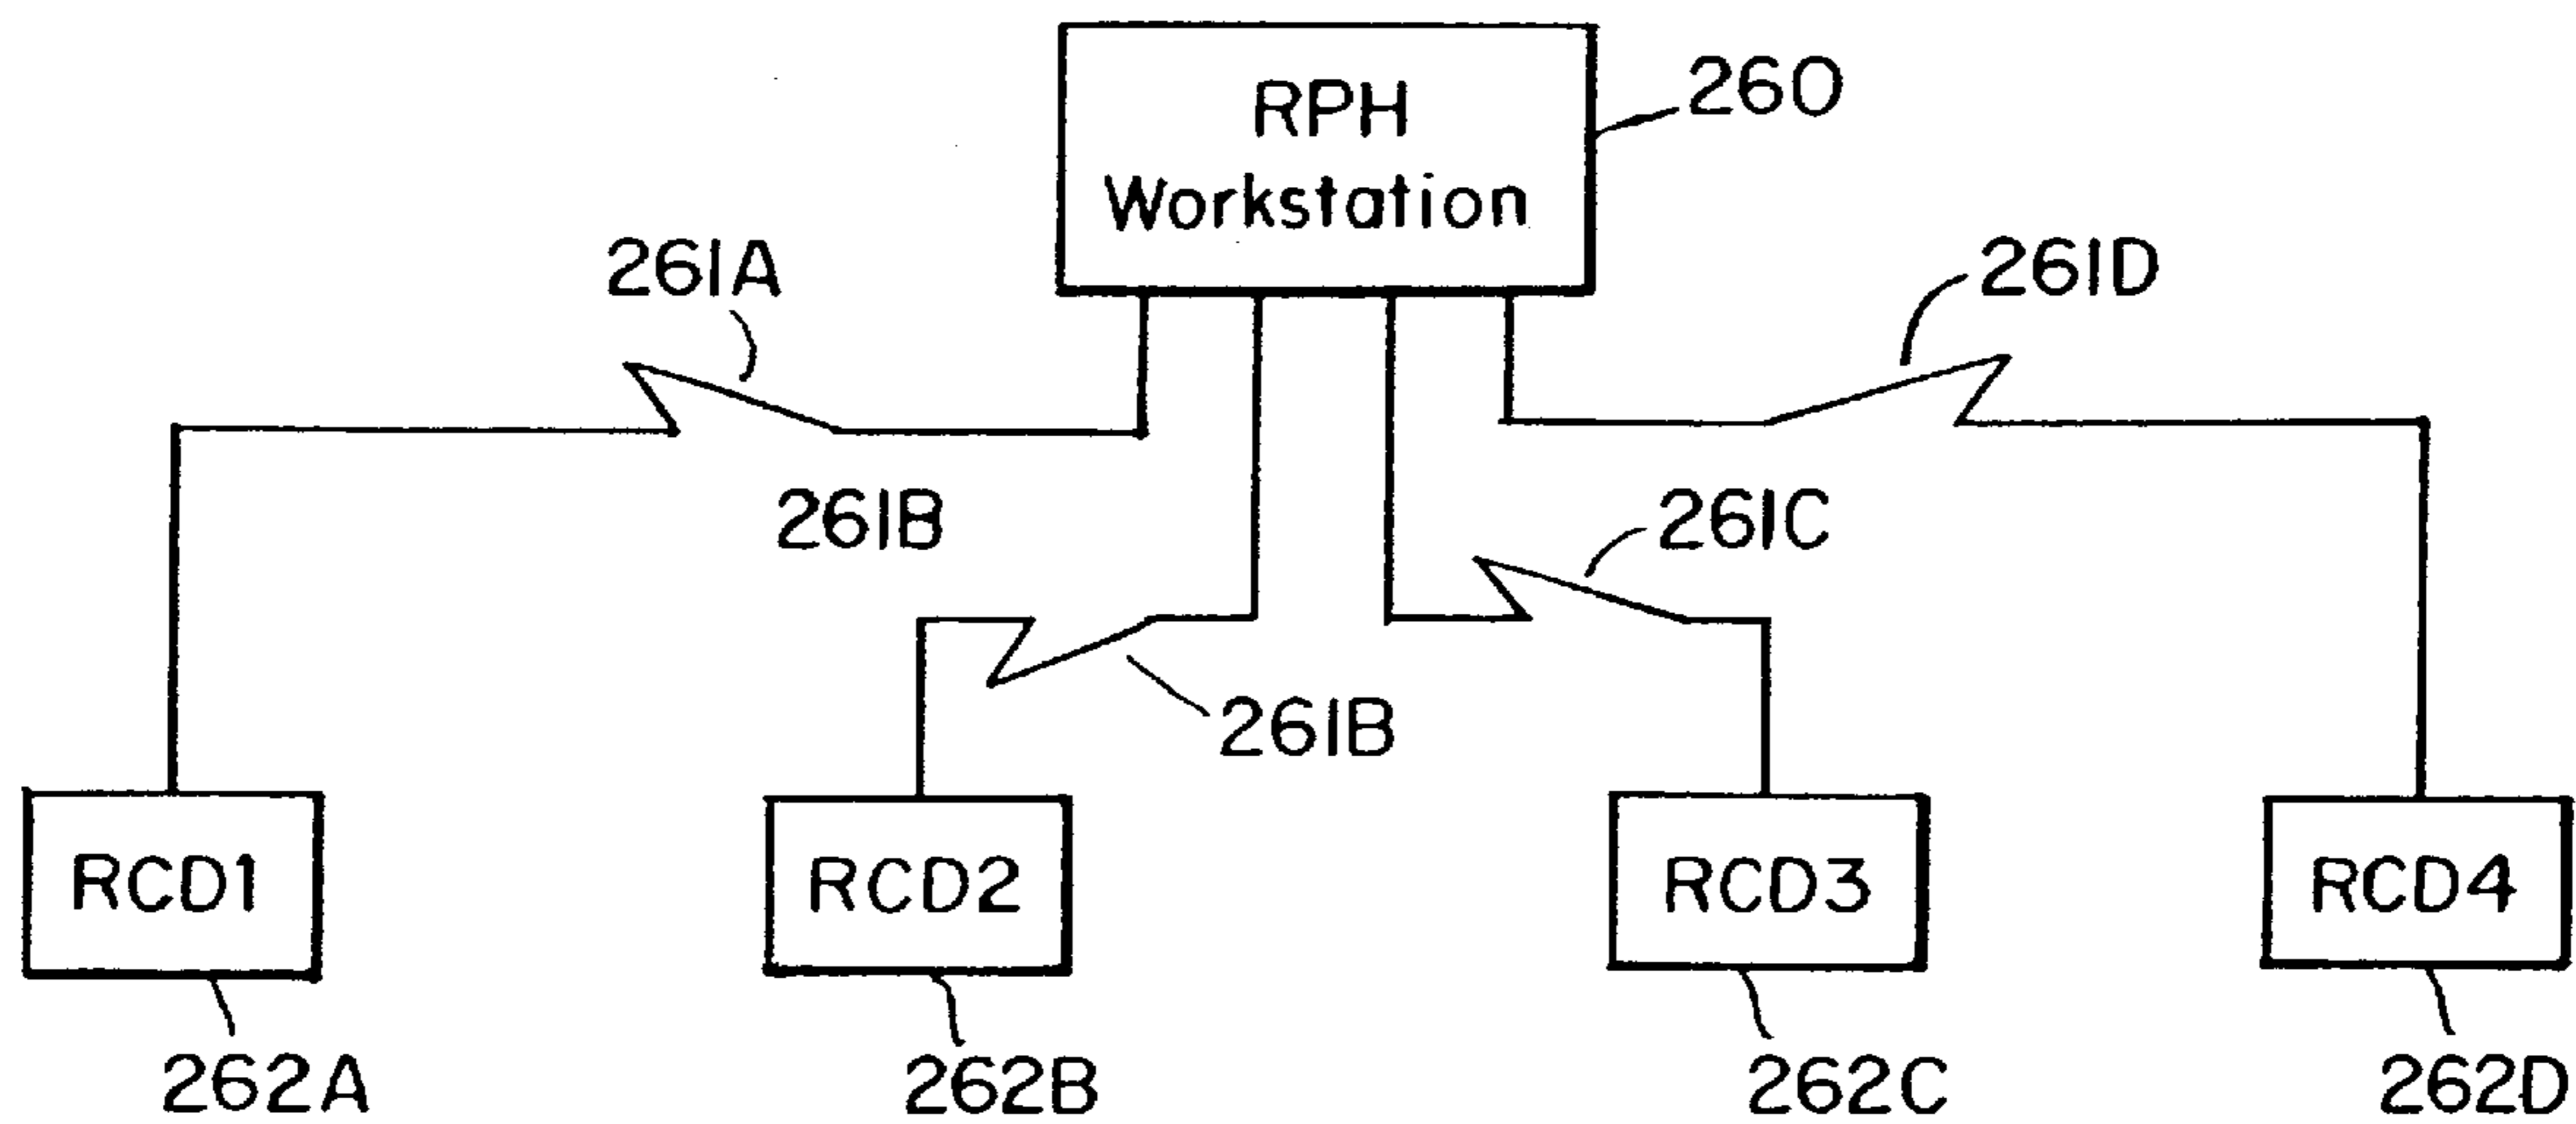 RPH
Workstation
260
261A
261D
261B
261C
261B
RCD1
RCD2
RCD3
RCD4
262A
262B
262C
262D